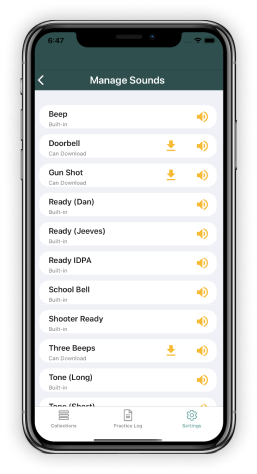 6:47
Manage Sounds
Beep
Built-in
Doorbell
Can Download
Gun Shot
Can Download
Ready (Dan)
Built-in
Ready (Jeeves)
Built-in
Ready IDPA
Built-in
School Bell
Built-in
Shooter Ready
Built-in
Three Beeps
Can Download
Tone (Long)
Built-in
Tone (Short)
Collections Practice Log Settings